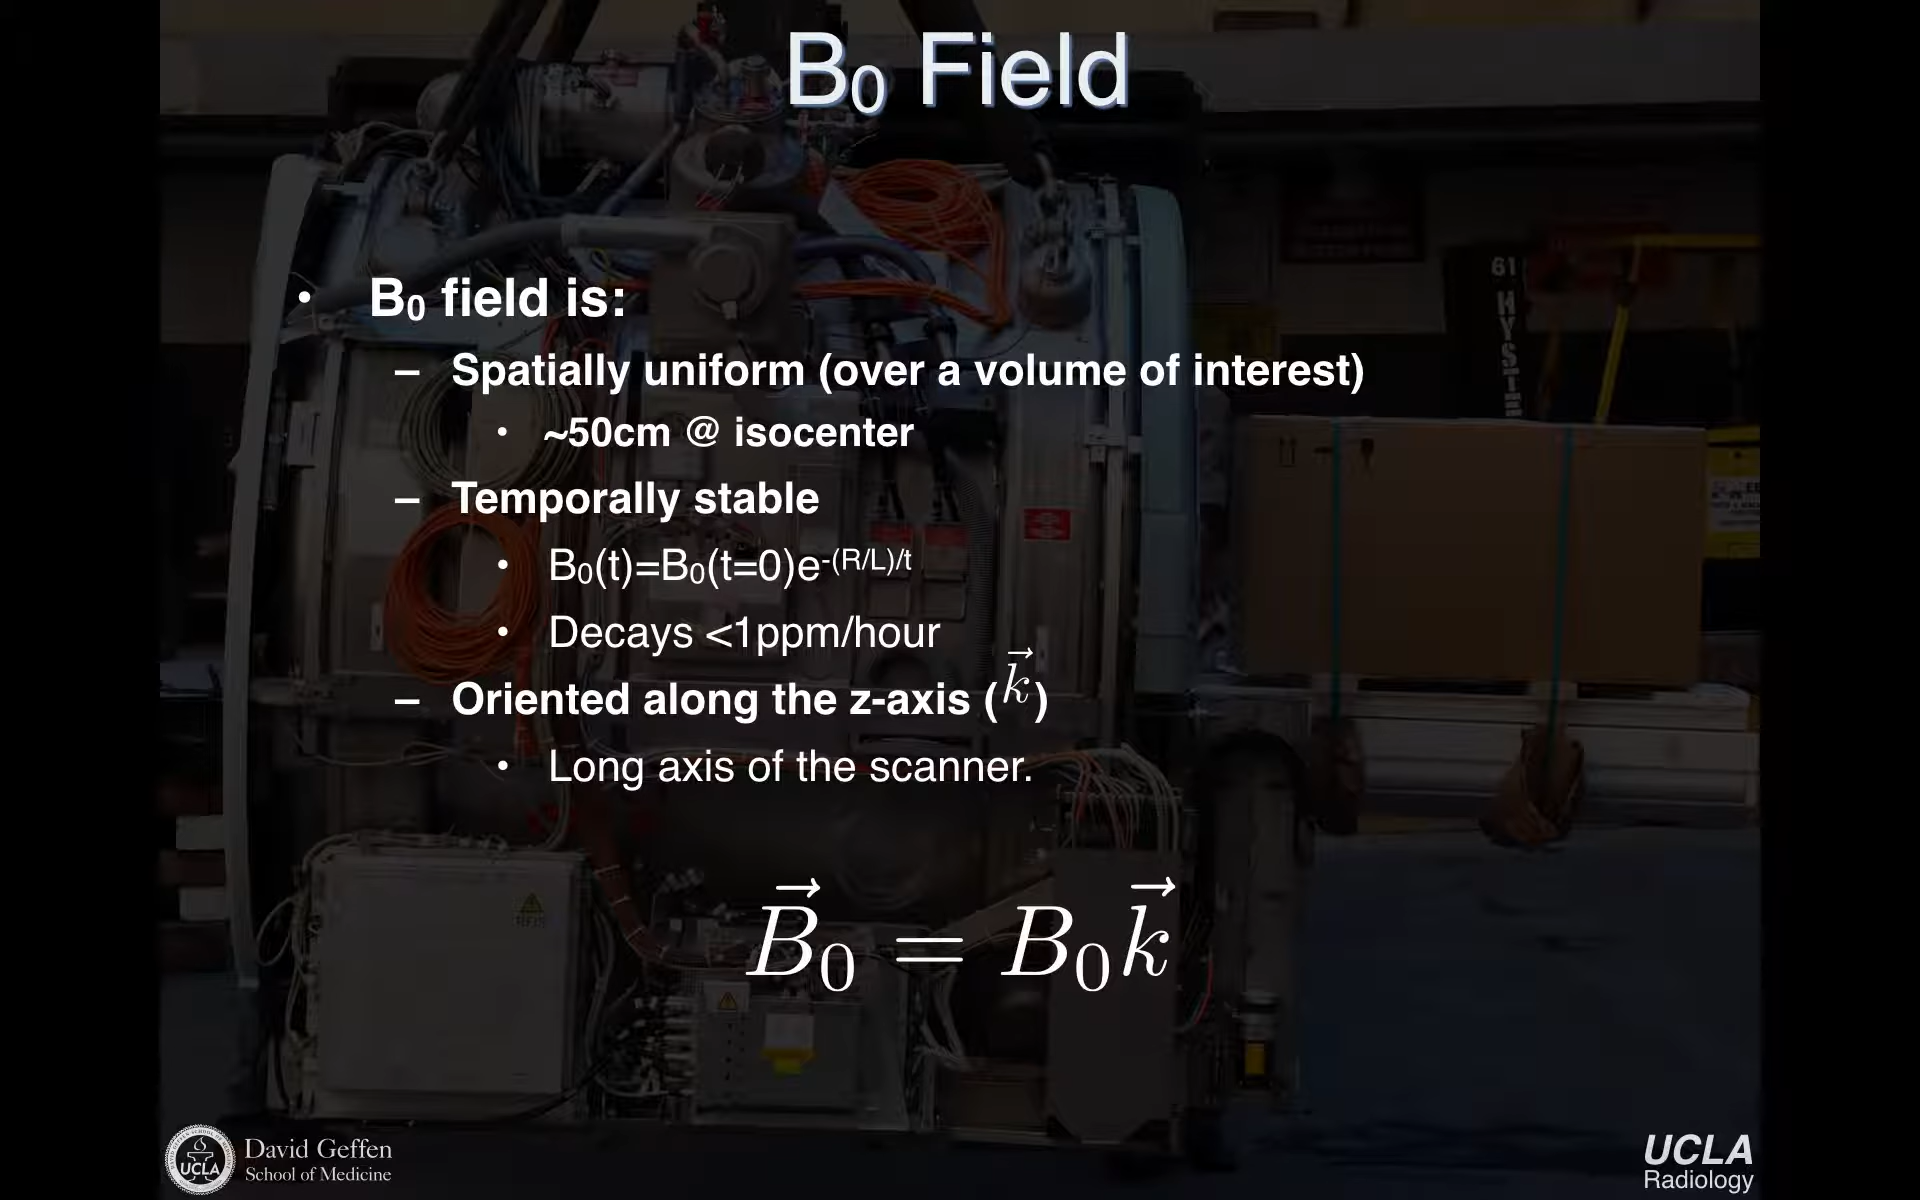 B₀ Field
• B₀ field is:
– Spatially uniform (over a volume of interest)
• ~50cm @ isocenter
– Temporally stable
• B₀(t)=B₀(t=0)e^-(R/L)/t
• Decays <1ppm/hour
– Oriented along the z-axis (k⃗)
• Long axis of the scanner.
B⃗₀ = B₀k⃗
61
UCLA
David Geffen
School of Medicine
UCLA
Radiology